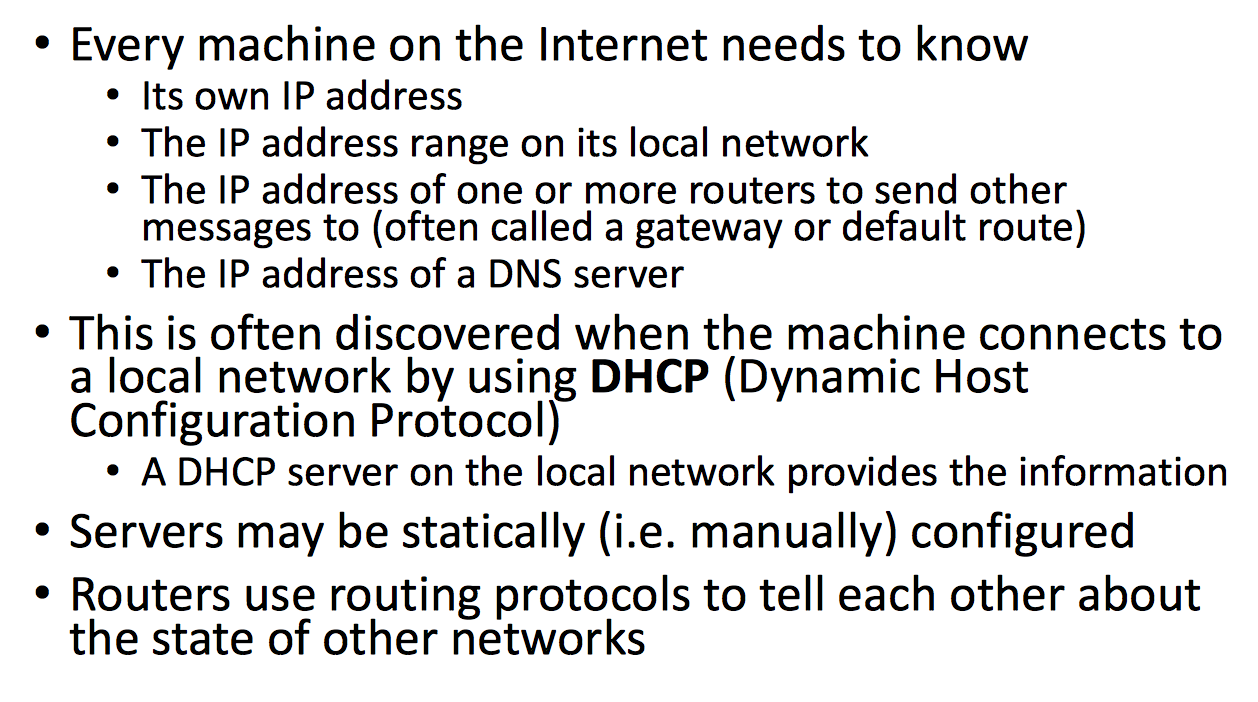 • Every machine on the Internet needs to know
• Its own IP address
• The IP address range on its local network
• The IP address of one or more routers to send other
messages to (often called a gateway or default route)
• The IP address of a DNS server
• This is often discovered when the machine connects to
a local network by using DHCP (Dynamic Host
Configuration Protocol)
• A DHCP server on the local network provides the information
• Servers may be statically (i.e. manually) configured
• Routers use routing protocols to tell each other about
the state of other networks